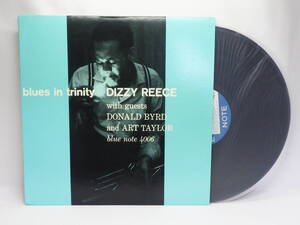 blues in trinity DIZZY REECE
with guests
DONALD BYRD
and ART TAYLOR
blue note 4006
NOTE